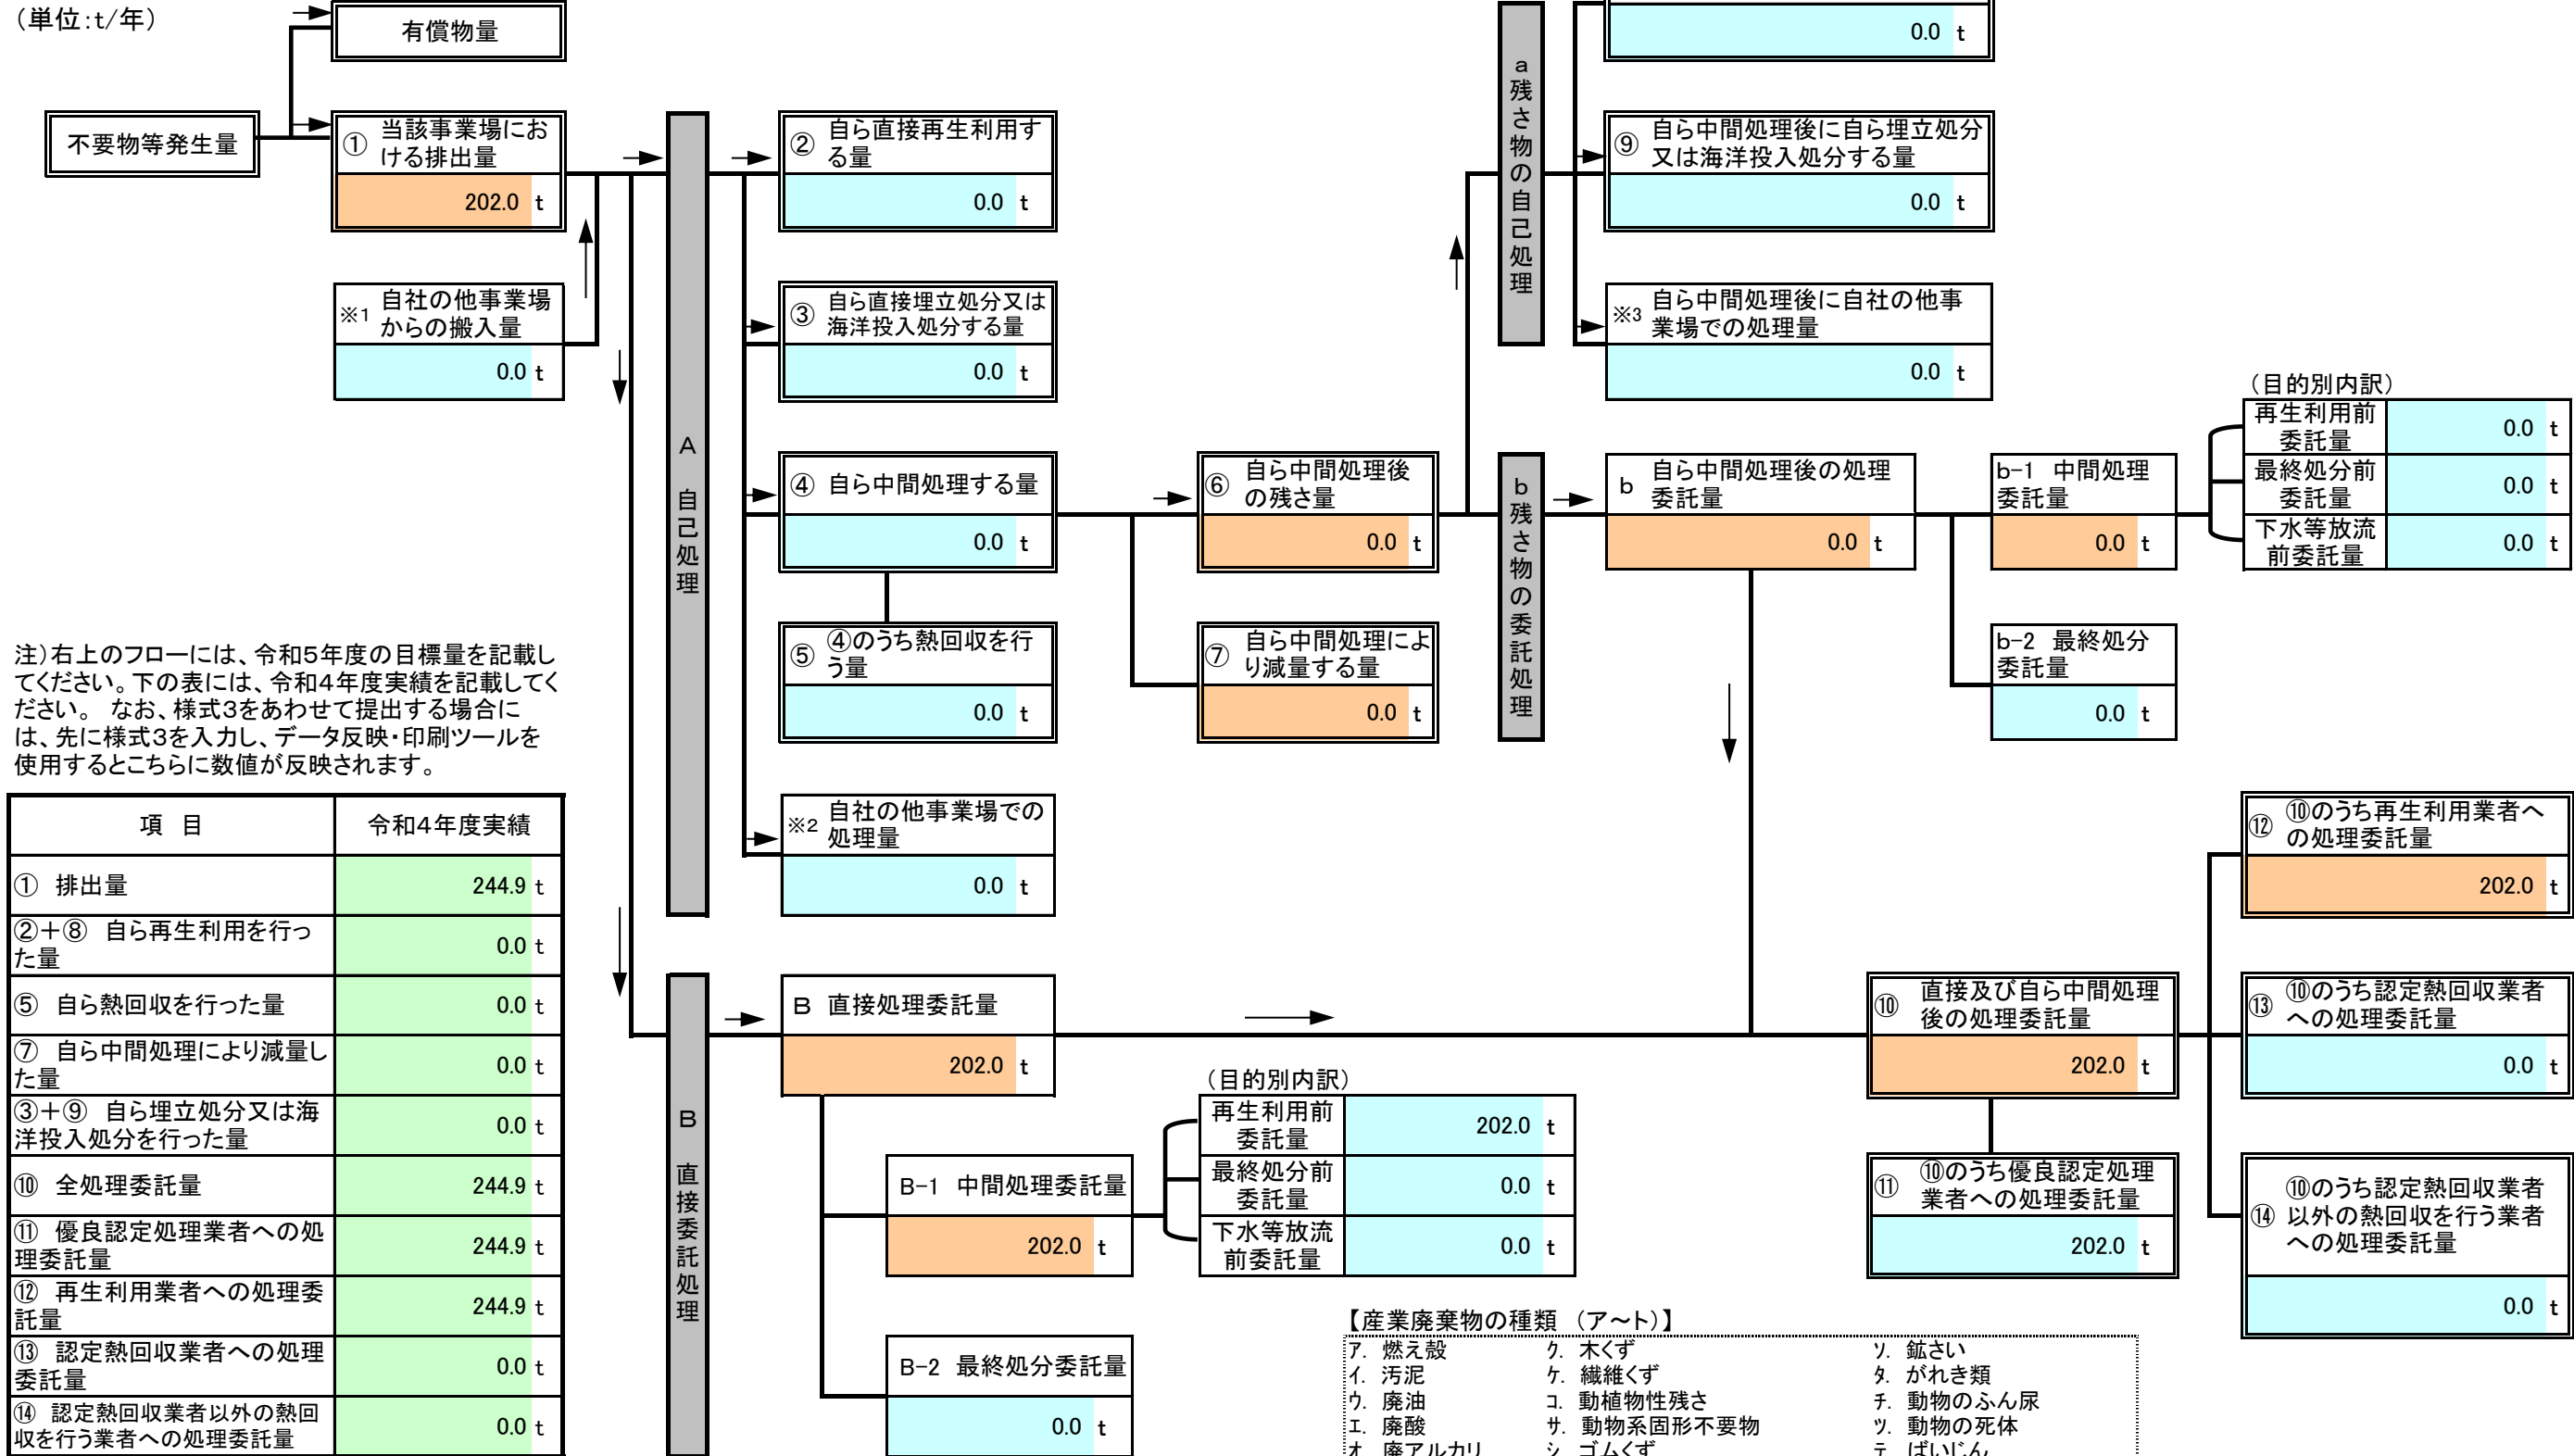 （単位：t/年）
有償物量
0.0 t
不要物等発生量
① 当該事業場にお
ける排出量
202.0 t
※1 自社の他事業場
からの搬入量
0.0 t
A 自己処理
② 自ら直接再生利用す
る量
0.0 t
③ 自ら直接埋立処分又は
海洋投入処分する量
0.0 t
④ 自ら中間処理する量
0.0 t
⑤ ④のうち熱回収を行
う量
0.0 t
※2 自社の他事業場での
処理量
0.0 t
⑥ 自ら中間処理後
の残さ量
0.0 t
⑦ 自ら中間処理によ
り減量する量
0.0 t
a残さ物の自己処理
⑨ 自ら中間処理後に自ら埋立処分
又は海洋投入処分する量
0.0 t
※3 自ら中間処理後に自社の他事
業場での処理量
0.0 t
b残さ物の委託処理
b 自ら中間処理後の処理
委託量
0.0 t
b-1 中間処理
委託量
0.0 t
b-2 最終処分
委託量
0.0 t
（目的別内訳）
再生利用前
委託量
0.0 t
最終処分前
委託量
0.0 t
下水等放流
前委託量
0.0 t
注）右上のフローには、令和5年度の目標量を記載し
てください。下の表には、令和4年度実績を記載してく
ださい。 なお、様式3をあわせて提出する場合に
は、先に様式3を入力し、データ反映・印刷ツールを
使用するとこちらに数値が反映されます。
項 目 令和4年度実績
① 排出量 244.9 t
②＋⑧ 自ら再生利用を行っ
た量 0.0 t
⑤ 自ら熱回収を行った量 0.0 t
⑦ 自ら中間処理により減量し
た量 0.0 t
③＋⑨ 自ら埋立処分又は海
洋投入処分を行った量 0.0 t
⑩ 全処理委託量 244.9 t
⑪ 優良認定処理業者への処
理委託量 244.9 t
⑫ 再生利用業者への処理委
託量 244.9 t
⑬ 認定熱回収業者への処理
委託量 0.0 t
⑭ 認定熱回収業者以外の熱回
収を行う業者への処理委託量 0.0 t
B 直接委託処理
B 直接処理委託量
202.0 t
B-1 中間処理委託量
202.0 t
B-2 最終処分委託量
0.0 t
（目的別内訳）
再生利用前
委託量
202.0 t
最終処分前
委託量
0.0 t
下水等放流
前委託量
0.0 t
⑩ 直接及び自ら中間処理
後の処理委託量
202.0 t
⑪ ⑩のうち優良認定処理
業者への処理委託量
202.0 t
⑫ ⑩のうち再生利用業者へ
の処理委託量
202.0 t
⑬ ⑩のうち認定熱回収業者
への処理委託量
0.0 t
⑭ ⑩のうち認定熱回収業者
以外の熱回収を行う業者
への処理委託量
0.0 t
【産業廃棄物の種類 （ア～ト）】
ア. 燃え殻 ク. 木くず ソ. 鉱さい
イ. 汚泥 ケ. 繊維くず タ. がれき類
ウ. 廃油 コ. 動植物性残さ チ. 動物のふん尿
エ. 廃酸 サ. 動物系固形不要物 ツ. 動物の死体
オ. 廃アルカリ シ. ゴムくず テ. ばいじん